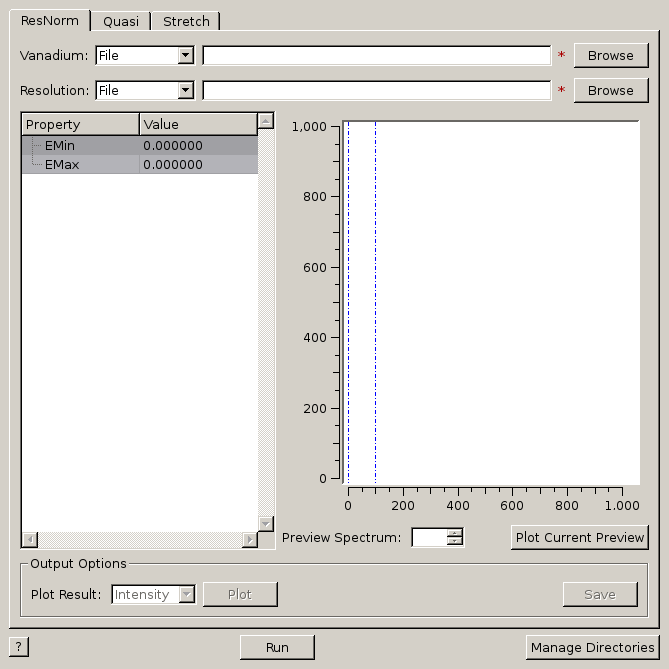 ResNorm Quasi Stretch
Vanadium: File * Browse
Resolution: File * Browse
Property Value
EMin 0.000000
EMax 0.000000
1,000
800
600
400
200
0
0 200 400 600 800 1.000
Preview Spectrum: Plot Current Preview
Output Options
Plot Result: Intensity Plot Save
? Run Manage Directories